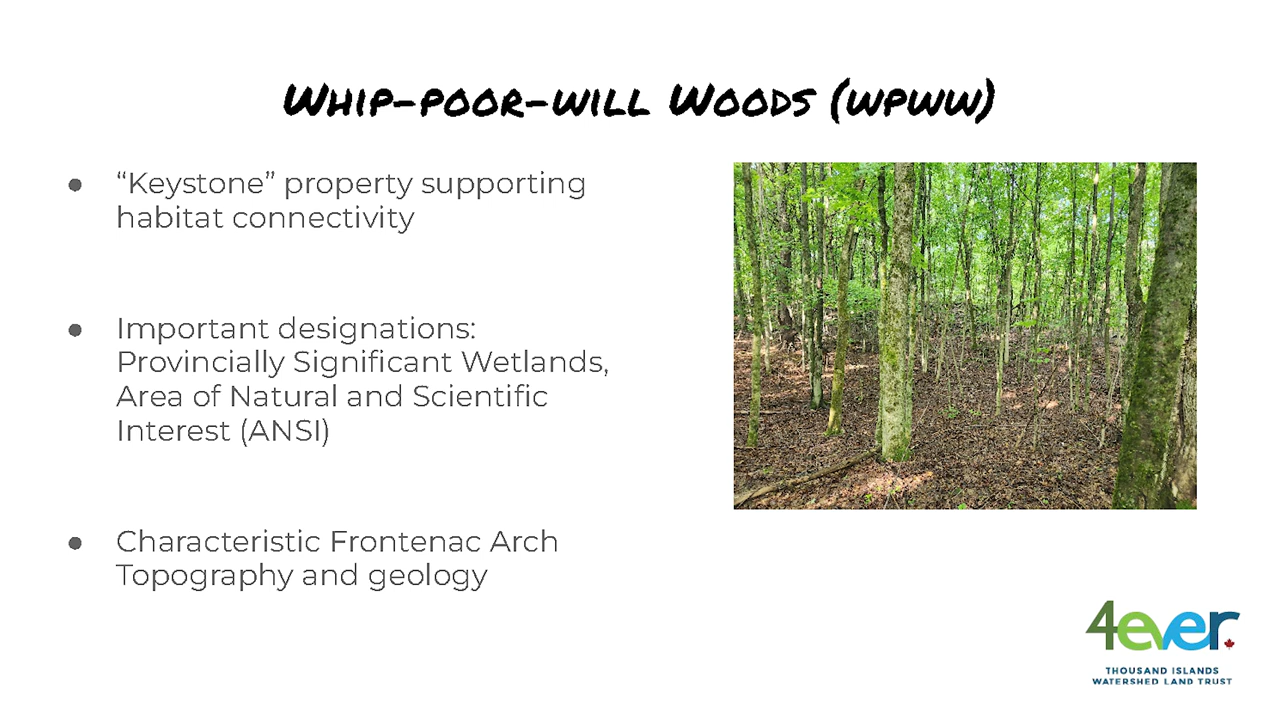 Whip-poor-will Woods (WPWW)
● “Keystone” property supporting
habitat connectivity
● Important designations:
Provincially Significant Wetlands,
Area of Natural and Scientific
Interest (ANSI)
● Characteristic Frontenac Arch
Topography and geology
4ever.
THOUSAND ISLANDS
WATERSHED LAND TRUST